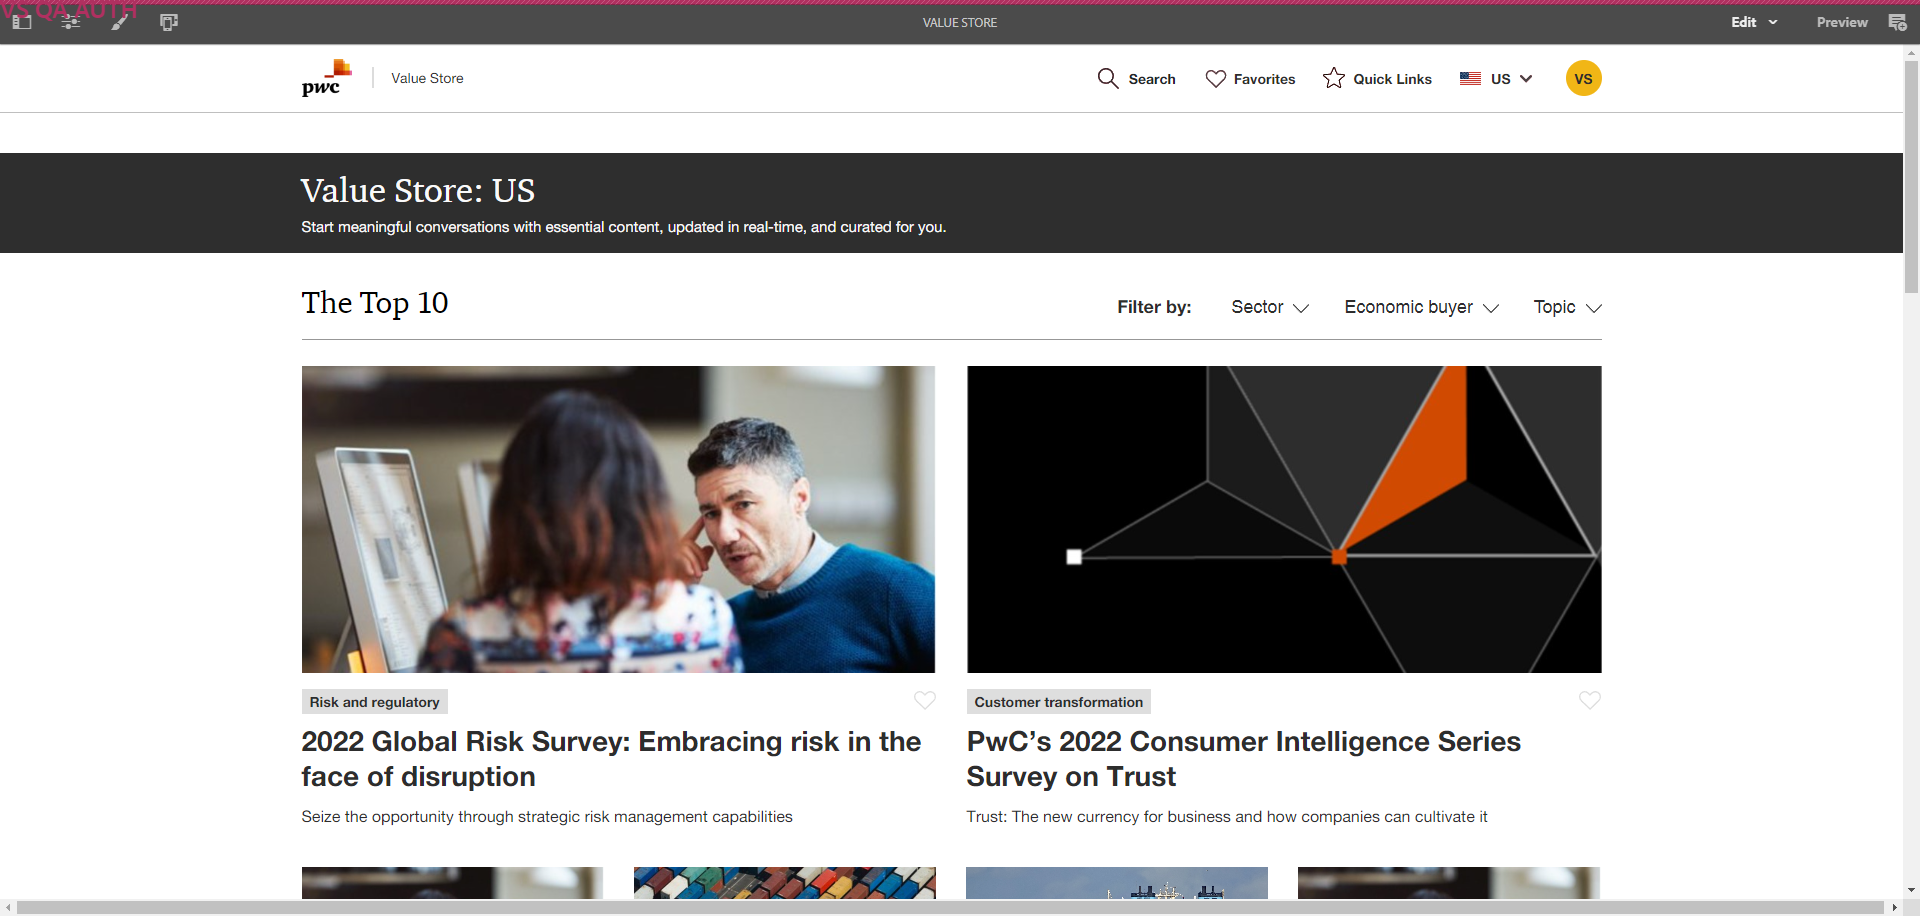 VS QA AUTH
VALUE STORE
Edit
Preview
pwc
Value Store
Search
Favorites
Quick Links
US
VS
Value Store: US
Start meaningful conversations with essential content, updated in real-time, and curated for you.
The Top 10
Filter by:
Sector
Economic buyer
Topic
Risk and regulatory
2022 Global Risk Survey: Embracing risk in the
face of disruption
Seize the opportunity through strategic risk management capabilities
Customer transformation
PwC’s 2022 Consumer Intelligence Series
Survey on Trust
Trust: The new currency for business and how companies can cultivate it